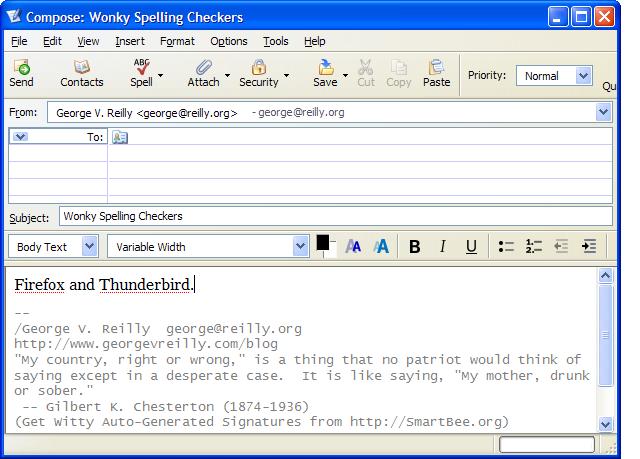 Compose: Wonky Spelling Checkers
File Edit View Insert Format Options Tools Help
Send Contacts Spell Attach Security Save Cut Copy Paste Priority: Normal Qu
ABC
From: George V. Reilly <george@reilly.org> - george@reilly.org
To:
Subject: Wonky Spelling Checkers
Body Text Variable Width A A A A B I U
Firefox and Thunderbird.
--
/George V. Reilly george@reilly.org
http://www.georgevreilly.com/blog
"My country, right or wrong," is a thing that no patriot would think of
saying except in a desperate case. It is like saying, "My mother, drunk
or sober."
-- Gilbert K. Chesterton (1874-1936)
(Get Witty Auto-Generated Signatures from http://SmartBee.org)